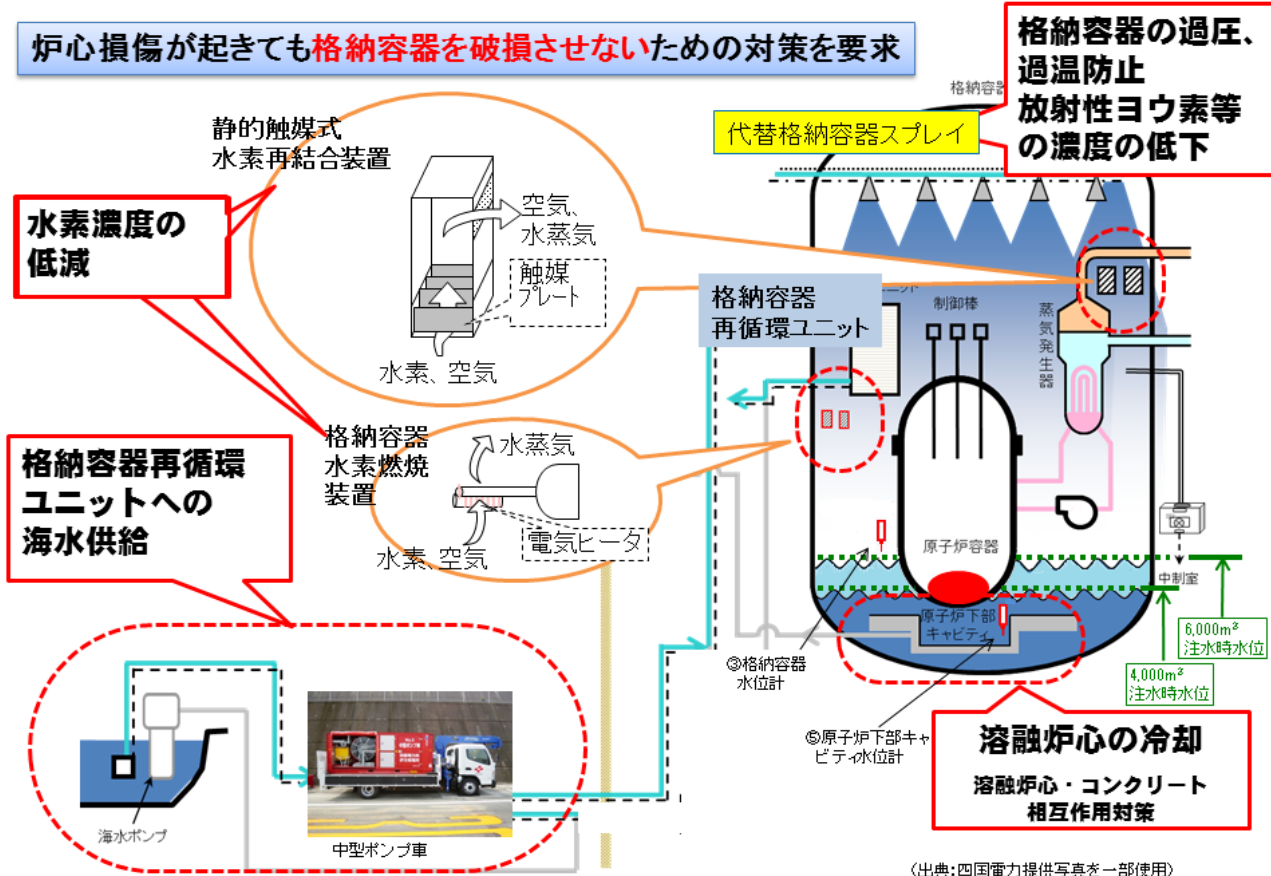 炉心損傷が起きても格納容器を破損させないための対策を要求
格納容器の過圧、
過温防止
放射性ヨウ素等
の濃度の低下
格納容器
代替格納容器スプレイ
静的触媒式
水素再結合装置
空気、
水蒸気
触媒
プレート
水素、空気
水素濃度の
低減
格納容器
再循環ユニット
ニット
制御棒
蒸気発生器
格納容器
水素燃焼
装置
水蒸気
電気ヒータ
水素、空気
格納容器再循環
ユニットへの
海水供給
原子炉容器
中制室
原子炉下部
キャビティ
6,000m³
注水時水位
4,000m³
注水時水位
③格納容器
水位計
⑤原子炉下部キャ
ビティ水位計
溶融炉心の冷却
溶融炉心・コンクリート
相互作用対策
海水ポンプ
中型ポンプ車
(出典:四国電力提供写真を一部使用)